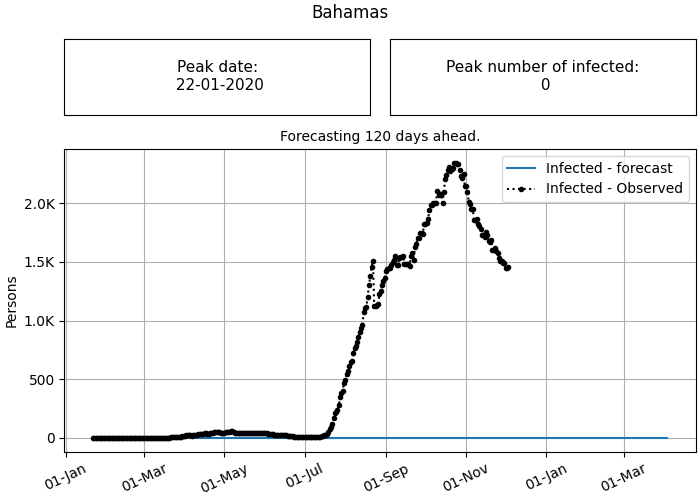 Bahamas
Peak date:
22-01-2020
Peak number of infected:
0
Forecasting 120 days ahead.
Infected - forecast
Infected - Observed
Persons
2.0K
1.5K
1.0K
500
0
01-Jan
01-Mar
01-May
01-Jul
01-Sep
01-Nov
01-Jan
01-Mar